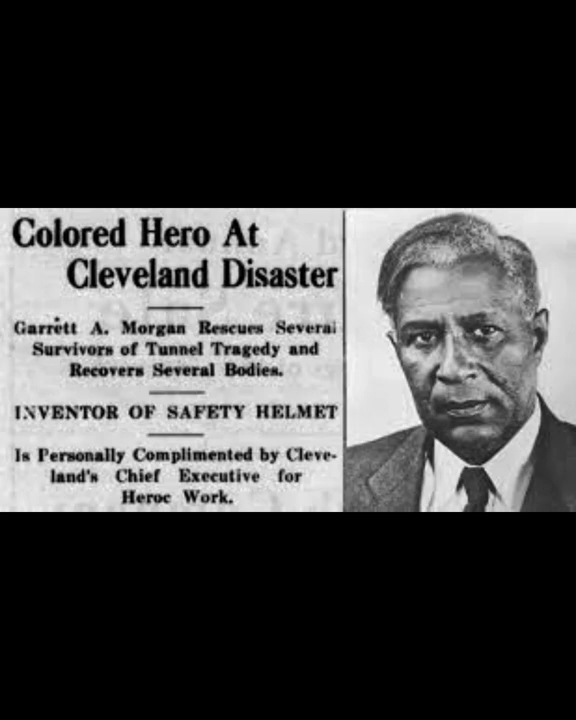 Colored Hero At
Cleveland Disaster
Garrett A. Morgan Rescues Several
Survivors of Tunnel Tragedy and
Recovers Several Bodies.
INVENTOR OF SAFETY HELMET
Is Personally Complimented by Cleve-
land's Chief Executive for
Heroc Work.